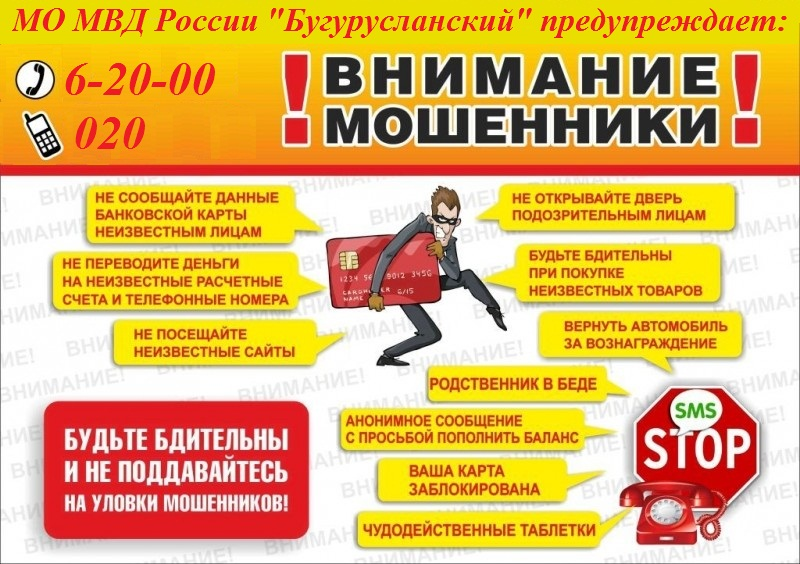 МО МВД России "Бугурусланский" предупреждает:
6-20-00
020
! ВНИМАНИЕ !
МОШЕННИКИ
НЕ СООБЩАЙТЕ ДАННЫЕ
БАНКОВСКОЙ КАРТЫ
НЕИЗВЕСТНЫМ ЛИЦАМ
НЕ ПЕРЕВОДИТЕ ДЕНЬГИ
НА НЕИЗВЕСТНЫЕ РАСЧЕТНЫЕ
СЧЕТА И ТЕЛЕФОННЫЕ НОМЕРА
НЕ ПОСЕЩАЙТЕ
НЕИЗВЕСТНЫЕ САЙТЫ
НЕ ОТКРЫВАЙТЕ ДВЕРЬ
ПОДОЗРИТЕЛЬНЫМ ЛИЦАМ
БУДЬТЕ БДИТЕЛЬНЫ
ПРИ ПОКУПКЕ
НЕИЗВЕСТНЫХ ТОВАРОВ
ВЕРНУТЬ АВТОМОБИЛЬ
ЗА ВОЗНАГРАЖДЕНИЕ
РОДСТВЕННИК В БЕДЕ
АНОНИМНОЕ СООБЩЕНИЕ
С ПРОСЬБОЙ ПОПОЛНИТЬ БАЛАНС
ВАША КАРТА
ЗАБЛОКИРОВАНА
ЧУДОДЕЙСТВЕННЫЕ ТАБЛЕТКИ
1234 9012 3456
6/15
NAME
SMS
STOP
БУДЬТЕ БДИТЕЛЬНЫ
И НЕ ПОДДАВАЙТЕСЬ
НА УЛОВКИ МОШЕННИКОВ!
ВНИМАНИЕ!